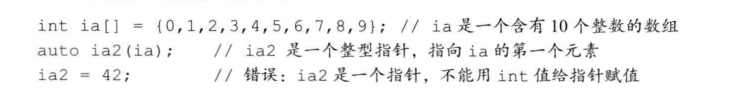 int ia[] = {0,1,2,3,4,5,6,7,8,9}; // ia 是一个含有 10 个整数的数组
auto ia2(ia); // ia2 是一个整型指针，指向 ia 的第一个元素
ia2 = 42; // 错误：ia2 是一个指针，不能用 int 值给指针赋值